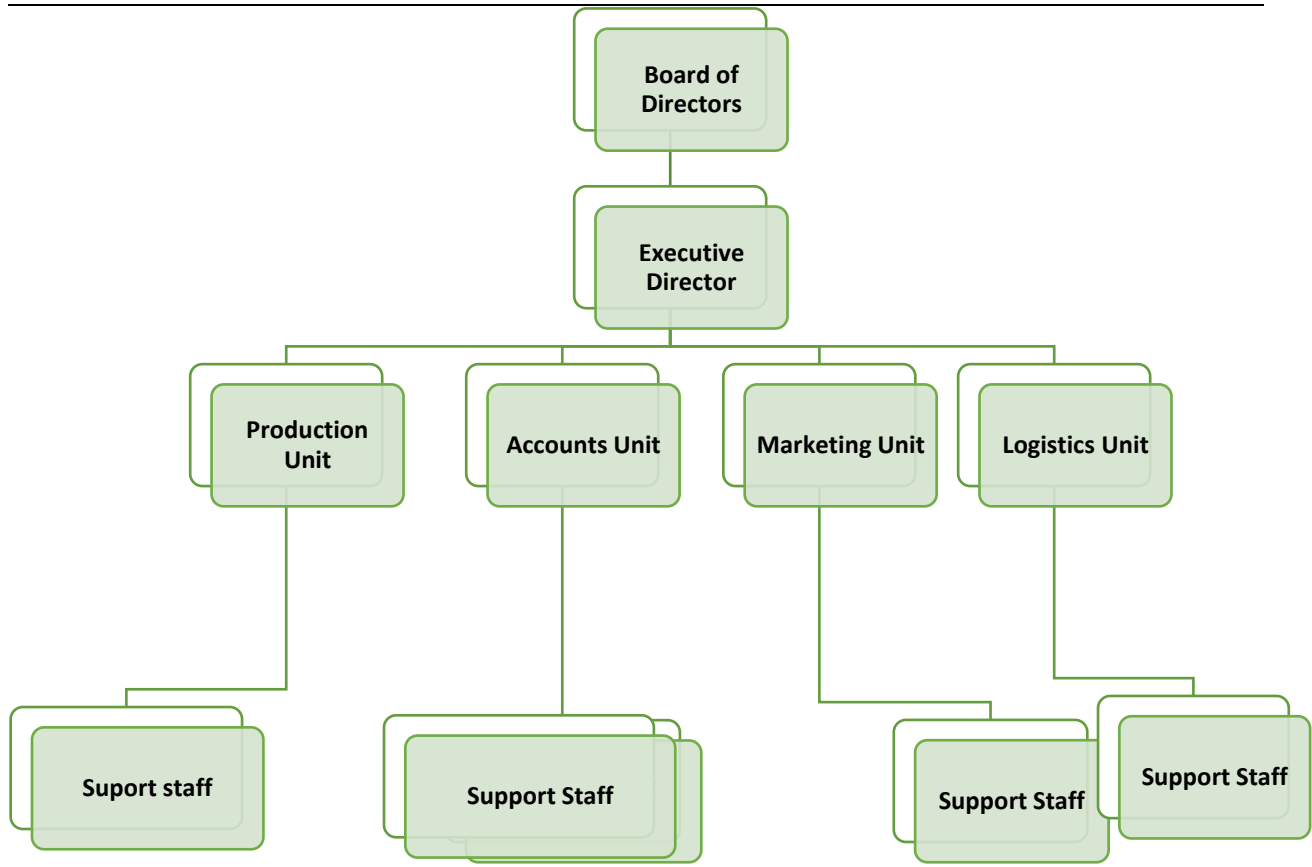 Board of
Directors
Executive
Director
Production
Unit
Accounts Unit
Marketing Unit
Logistics Unit
Suport staff
Support Staff
Support Staff
Support Staff